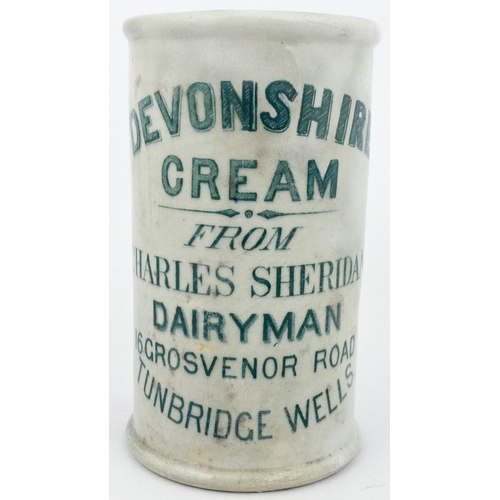 DEVONSHIRE
CREAM
FROM
CHARLES SHERIDAN
DAIRYMAN
16 GROSVENOR ROAD
TUNBRIDGE WELLS